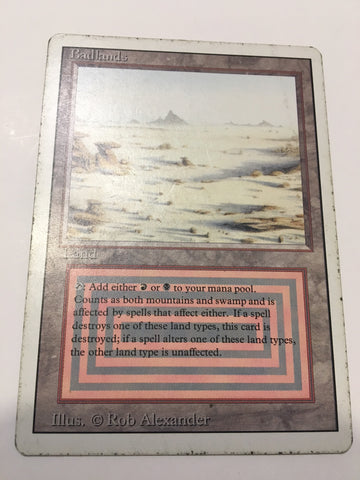 Badlands
Land
: Add either or to your mana pool.
Counts as both mountains and swamp and is
affected by spells that affect either. If a spell
destroys one of these land types, this card is
destroyed; if a spell alters one of these land types,
the other land type is unaffected.
Illus. © Rob Alexander